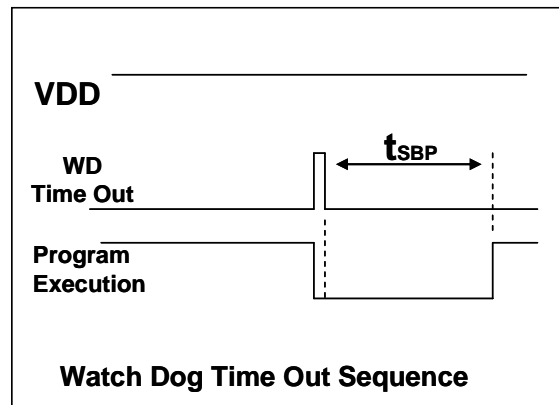 VDD
tSBP
WD
Time Out
Program
Execution
Watch Dog Time Out Sequence